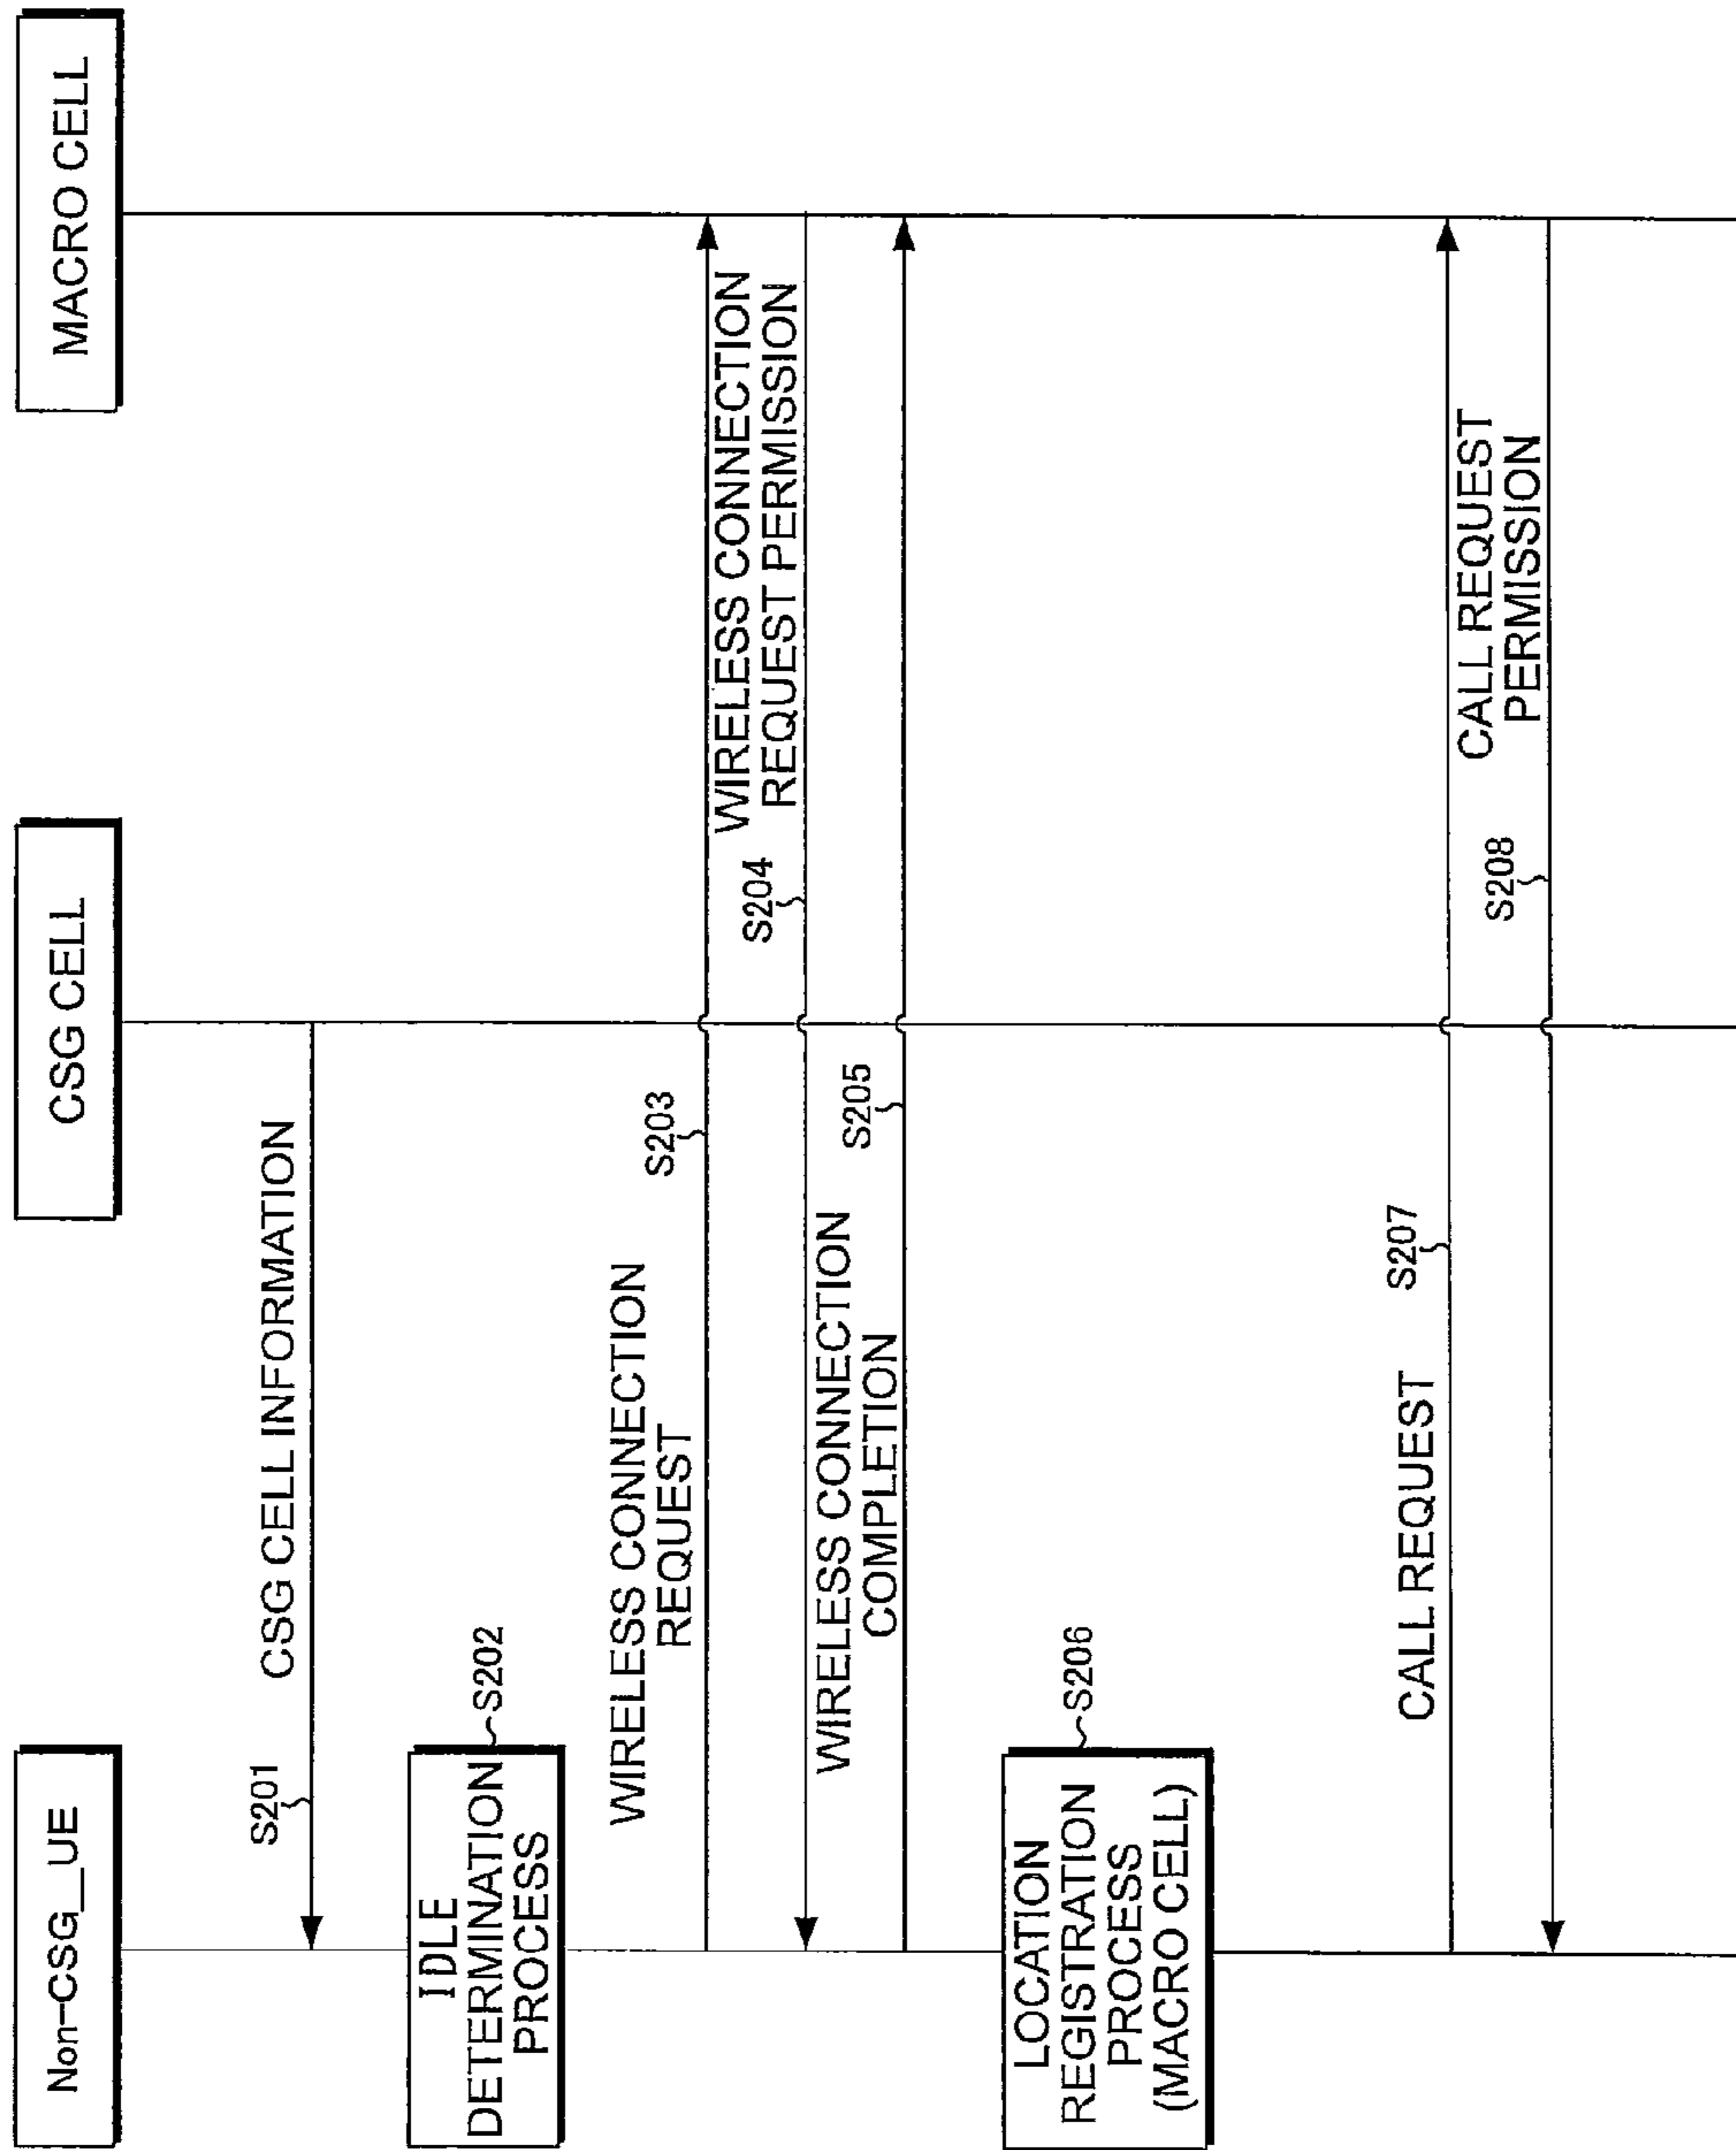 Non-CSG_UE
CSG CELL
MACRO CELL
S201
CSG CELL INFORMATION
IDLE
DETERMINATION
PROCESS
S202
WIRELESS CONNECTION
REQUEST
S203
WIRELESS CONNECTION
REQUEST PERMISSION
S204
WIRELESS CONNECTION
COMPLETION
S205
LOCATION
REGISTRATION
PROCESS
(MACRO CELL)
S206
CALL REQUEST
S207
CALL REQUEST
PERMISSION
S208